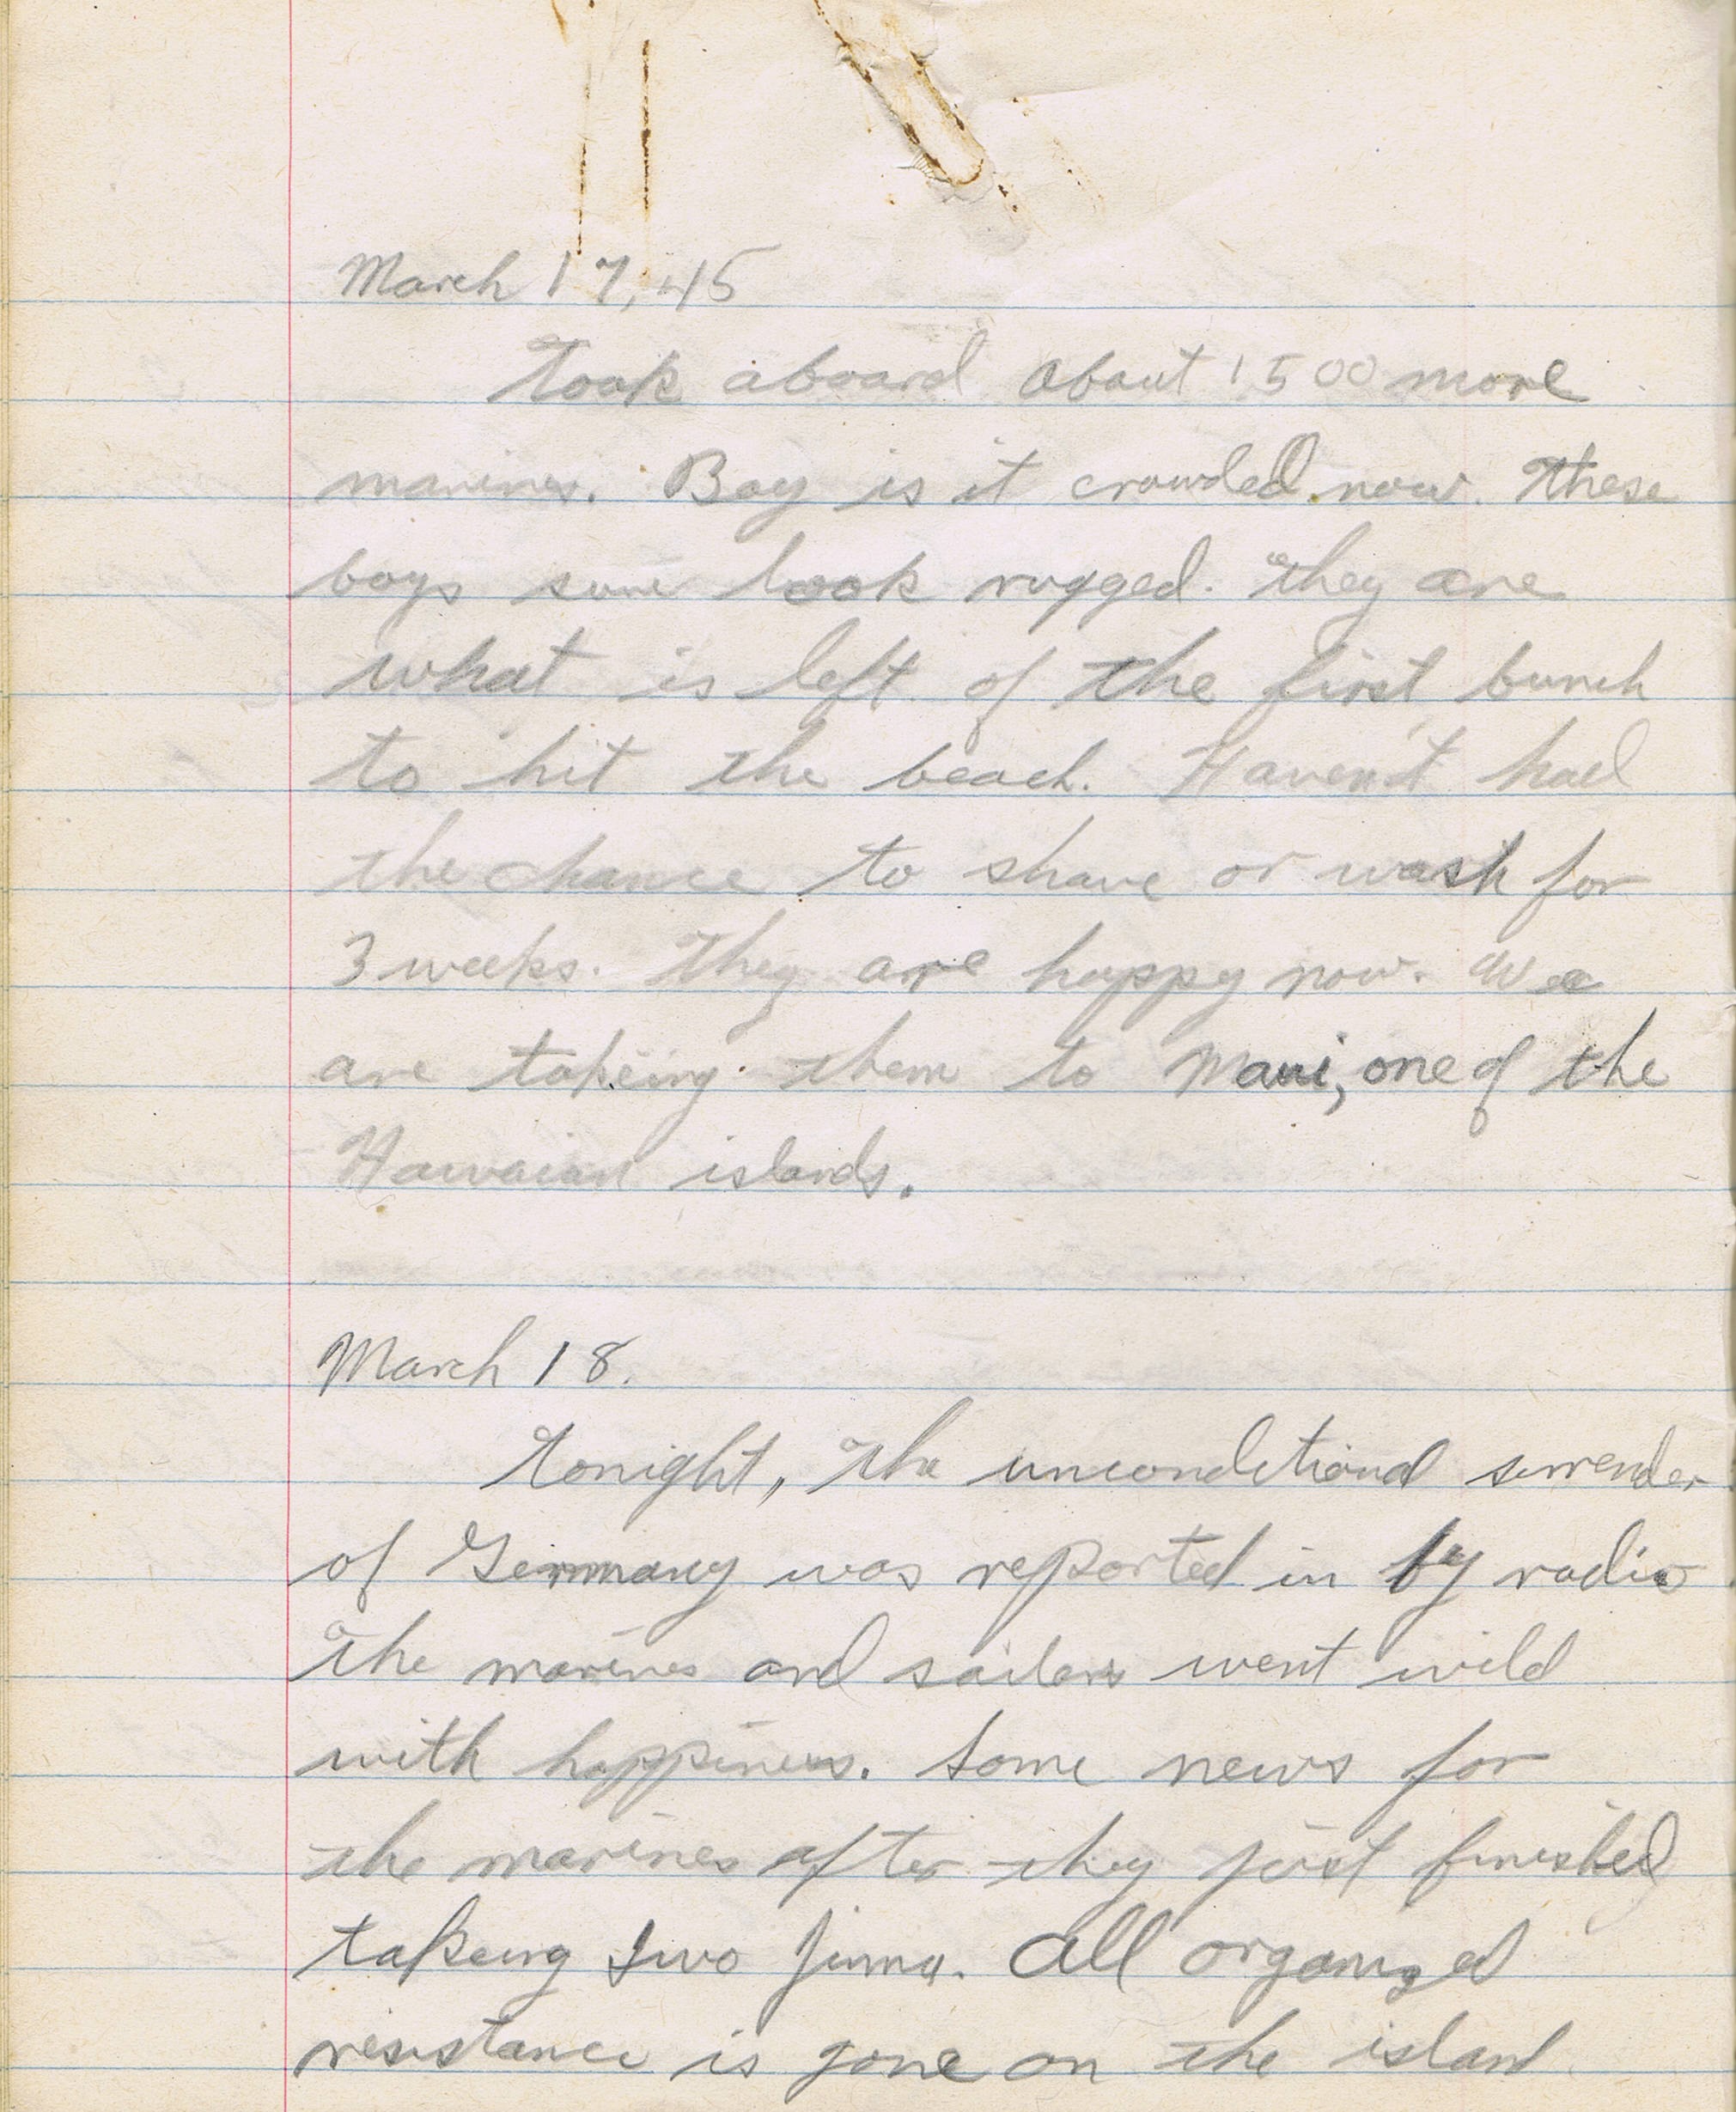 March 17, 45
Took aboard about 1500 more
marines. Boy is it crowded now. These
boys sure look rugged. They are
what is left of the first bunch
to hit the beach. Haven't had
the chance to shave or wash for
3 weeks. They are happy now. We
are takeing them to Maui, one of the
Hawaian islands.
March 18.
Tonight, the unconditional surrender
of Germany was reported in by radio.
The marines and sailors went wild
with happiness. Some news for
the marines after they just finished
takeing Iwo Jima. All organized
resistance is gone on the island